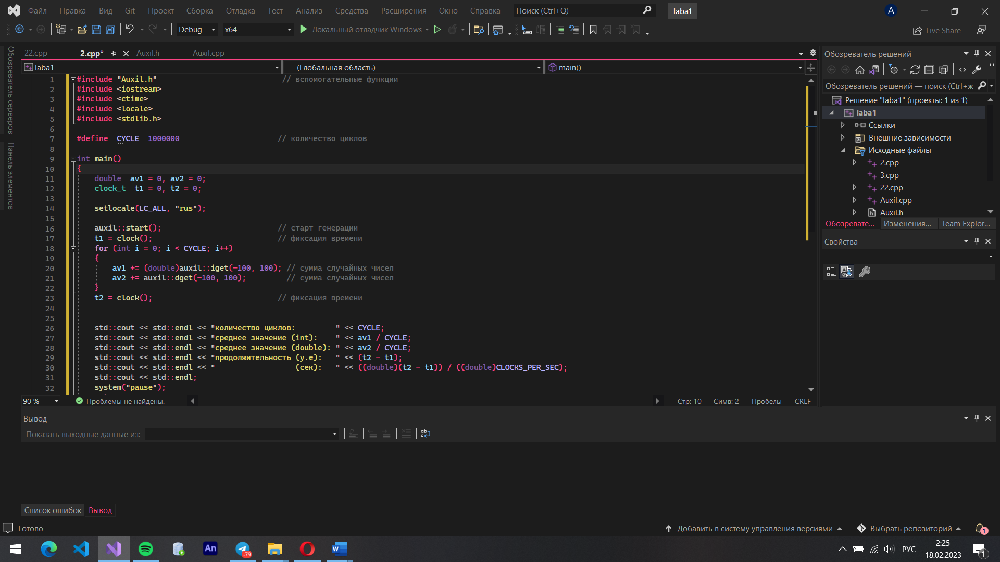 Файл Правка Вид Git Проект Сборка Отладка Тест Анализ Средства Расширения Окно Справка Поиск (Ctrl+Q) laba1 A
Debug x64 Локальный отладчик Windows Live Share
Обозреватель серверов
Панель элементов
22.cpp 2.cpp* Auxil.h Auxil.cpp
laba1 (Глобальная область) main()
1 #include "Auxil.h" // вспомогательные функции
2 #include <iostream>
3 #include <ctime>
4 #include <locale>
5 #include <stdlib.h>
6
7 #define CYCLE 1000000 // количество циклов
8
9 int main()
10 {
11 double av1 = 0, av2 = 0;
12 clock_t t1 = 0, t2 = 0;
13
14 setlocale(LC_ALL, "rus");
15
16 auxil::start(); // старт генерации
17 t1 = clock(); // фиксация времени
18 for (int i = 0; i < CYCLE; i++)
19 {
20 av1 += (double)auxil::iget(-100, 100); // сумма случайных чисел
21 av2 += auxil::dget(-100, 100); // сумма случайных чисел
22 }
23 t2 = clock(); // фиксация времени
24
25
26 std::cout << std::endl << "количество циклов:         " << CYCLE;
27 std::cout << std::endl << "среднее значение (int):    " << av1 / CYCLE;
28 std::cout << std::endl << "среднее значение (double): " << av2 / CYCLE;
29 std::cout << std::endl << "продолжительность (у.е):   " << (t2 - t1);
30 std::cout << std::endl << "                  (сек):   " << ((double)(t2 - t1)) / ((double)CLOCKS_PER_SEC);
31 std::cout << std::endl;
32 system("pause");
90 % Проблемы не найдены. Стр: 10 Симв: 2 Пробелы CRLF
Вывод
Показать выходные данные из:
Список ошибок Вывод
Обозреватель решений
Обозреватель решений — поиск (Ctrl+ж
Решение "laba1" (проекты: 1 из 1)
laba1
Ссылки
Внешние зависимости
Исходные файлы
2.cpp
3.cpp
22.cpp
Auxil.cpp
Auxil.h
Обозревате... Изменения... Team Explor...
Свойства
Готово Добавить в систему управления версиями Выбрать репозиторий 1
An ..79 W РУС 2:25
18.02.2023 1